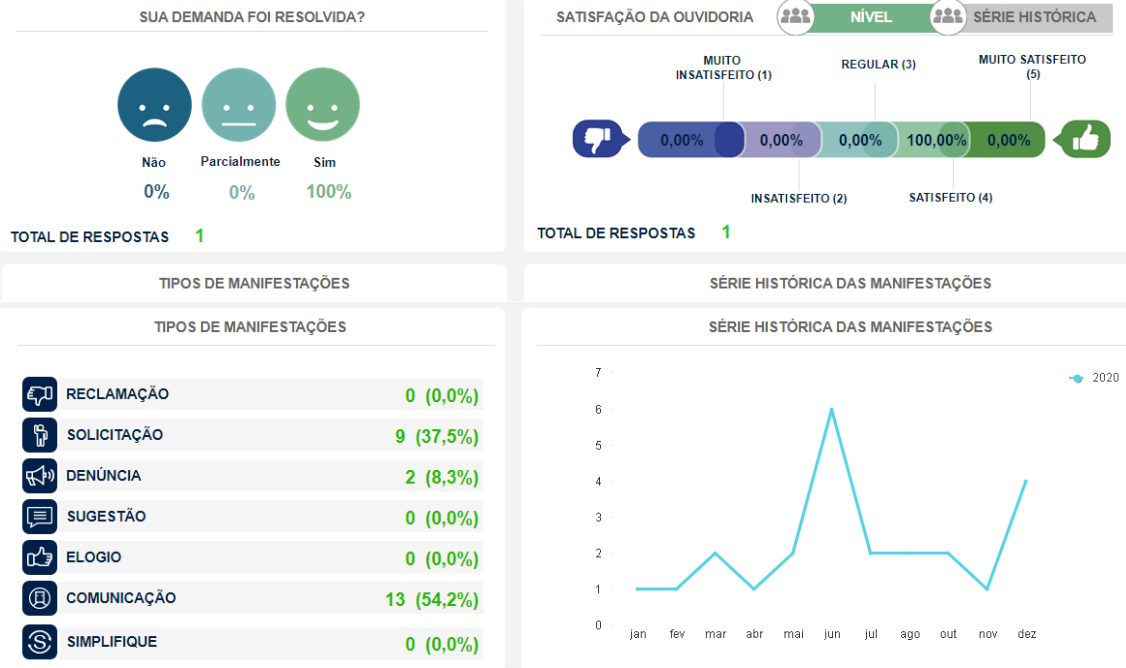 SUA DEMANDA FOI RESOLVIDA?
Não
Parcialmente
Sim
0%
0%
100%
TOTAL DE RESPOSTAS 1
SATISFAÇÃO DA OUVIDORIA
NÍVEL
SÉRIE HISTÓRICA
MUITO
INSATISFEITO (1)
REGULAR (3)
MUITO SATISFEITO
(5)
0,00%
0,00%
0,00%
100,00%
0,00%
INSATISFEITO (2)
SATISFEITO (4)
TOTAL DE RESPOSTAS 1
TIPOS DE MANIFESTAÇÕES
SÉRIE HISTÓRICA DAS MANIFESTAÇÕES
TIPOS DE MANIFESTAÇÕES
RECLAMAÇÃO 0 (0,0%)
SOLICITAÇÃO 9 (37,5%)
DENÚNCIA 2 (8,3%)
SUGESTÃO 0 (0,0%)
ELOGIO 0 (0,0%)
COMUNICAÇÃO 13 (54,2%)
SIMPLIFIQUE 0 (0,0%)
SÉRIE HISTÓRICA DAS MANIFESTAÇÕES
2020
7
6
5
4
3
2
1
0
jan fev mar abr mai jun jul ago out nov dez